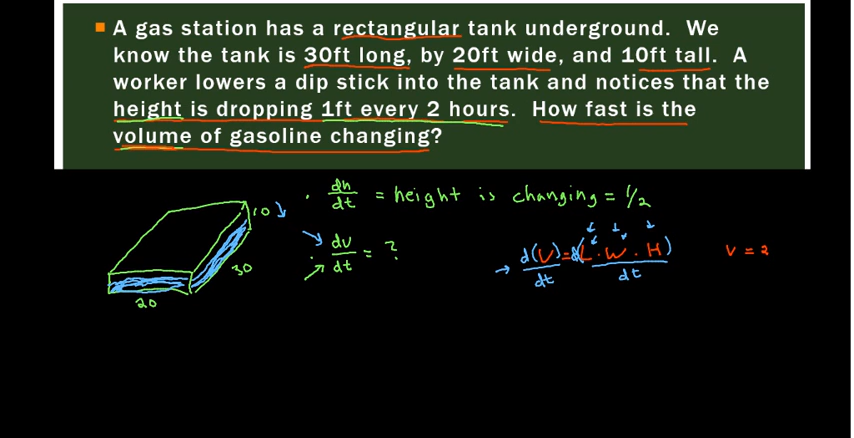 A gas station has a rectangular tank underground. We
know the tank is 30ft long, by 20ft wide, and 10ft tall. A
worker lowers a dip stick into the tank and notices that the
height is dropping 1ft every 2 hours. How fast is the
volume of gasoline changing?
dh/dt = height is changing = 1/2
10
dv/dt = ?
d(V)/dt = d(L · W · H)/dt
V = 2
30
20